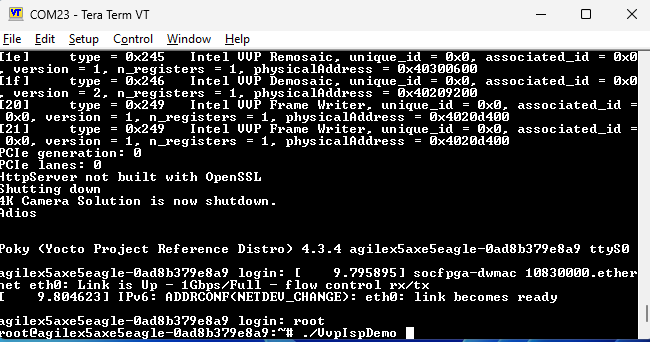 COM23 - Tera Term VT
File Edit Setup Control Window Help
[1e]    type = 0x245   Intel VVP Remosaic, unique_id = 0x0, associated_id = 0x0
, version = 1, n_registers = 1, physicalAddress = 0x40300600
[1f]    type = 0x246   Intel VVP Demosaic, unique_id = 0x0, associated_id = 0x0
, version = 2, n_registers = 1, physicalAddress = 0x40209200
[20]    type = 0x249   Intel VVP Frame Writer, unique_id = 0x0, associated_id =
 0x0, version = 1, n_registers = 1, physicalAddress = 0x4020d400
[21]    type = 0x249   Intel VVP Frame Writer, unique_id = 0x0, associated_id =
 0x0, version = 1, n_registers = 1, physicalAddress = 0x4020d400
PCIe generation: 0
PCIe lanes: 0
HttpServer not built with OpenSSL
Shutting down
4K Camera Solution is now shutdown.
Adios
Poky (Yocto Project Reference Distro) 4.3.4 agilex5axe5eagle-0ad8b379e8a9 ttyS0
agilex5axe5eagle-0ad8b379e8a9 login: [    9.795895] socfpga-dwmac 10830000.ether
net eth0: Link is Up - 1Gbps/Full - flow control rx/tx
[    9.804623] IPv6: ADDRCONF(NETDEV_CHANGE): eth0: link becomes ready
agilex5axe5eagle-0ad8b379e8a9 login: root
root@agilex5axe5eagle-0ad8b379e8a9:~# ./VvpIspDemo